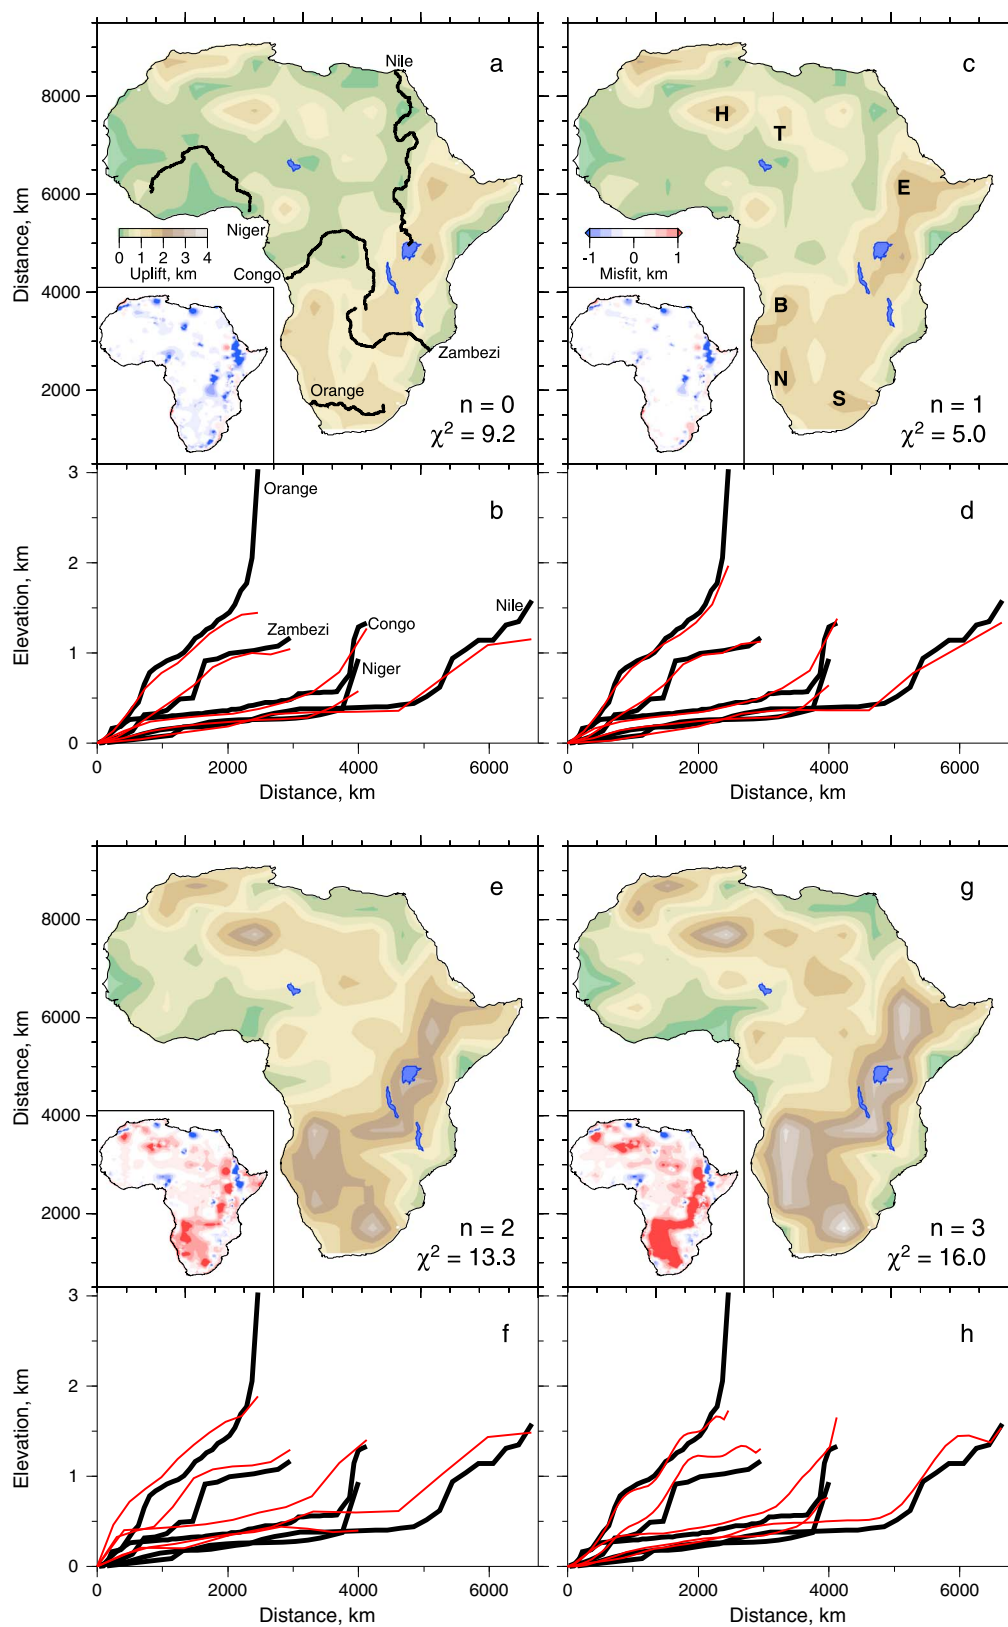 a
Nile
8000
6000
4000
2000
Distance, km
Niger
0 1 2 3 4
Uplift, km
Congo
Zambezi
Orange
n = 0
χ² = 9.2
c
H
T
E
B
N
S
-1 0 1
Misfit, km
n = 1
χ² = 5.0
b
3
2
1
0
Elevation, km
Orange
Zambezi
Congo
Niger
Nile
0 2000 4000 6000
Distance, km
d
0 2000 4000 6000
Distance, km
e
8000
6000
4000
2000
Distance, km
n = 2
χ² = 13.3
g
n = 3
χ² = 16.0
f
3
2
1
0
Elevation, km
0 2000 4000 6000
Distance, km
h
0 2000 4000 6000
Distance, km